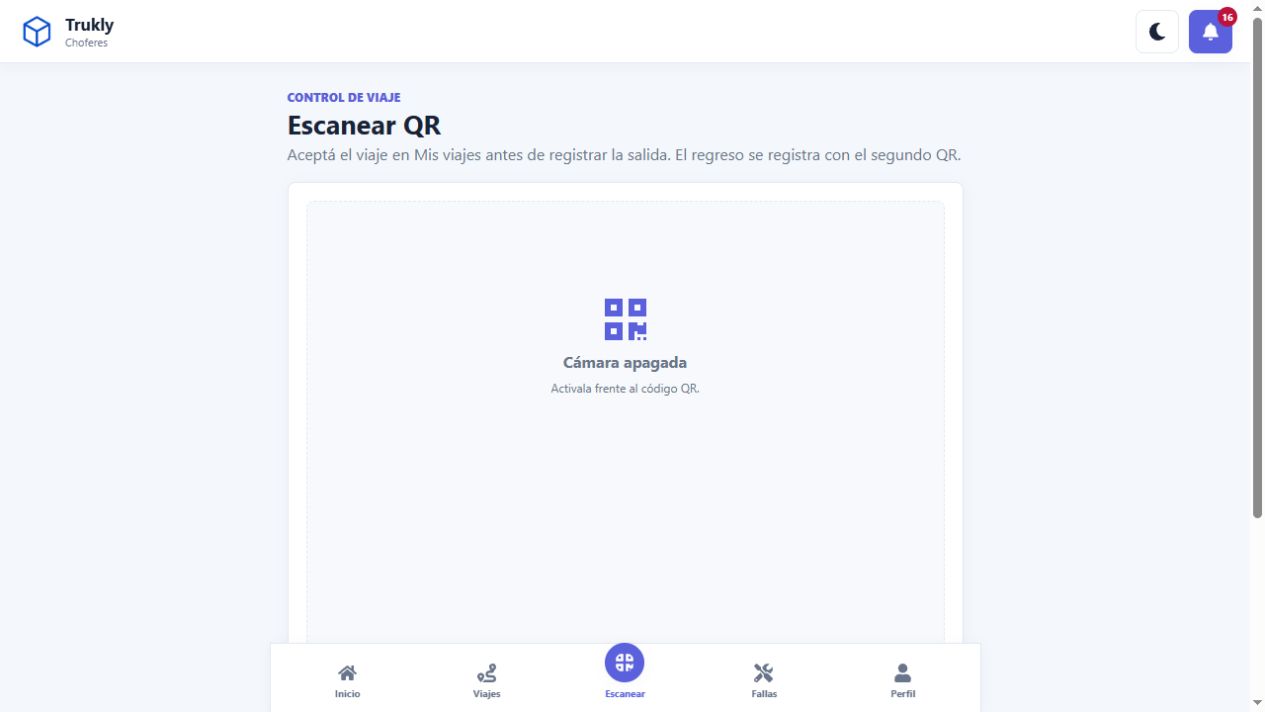 Trukly
Choferes
16
CONTROL DE VIAJE
Escanear QR
Aceptá el viaje en Mis viajes antes de registrar la salida. El regreso se registra con el segundo QR.
Cámara apagada
Activala frente al código QR.
Inicio
Viajes
Escanear
Fallas
Perfil